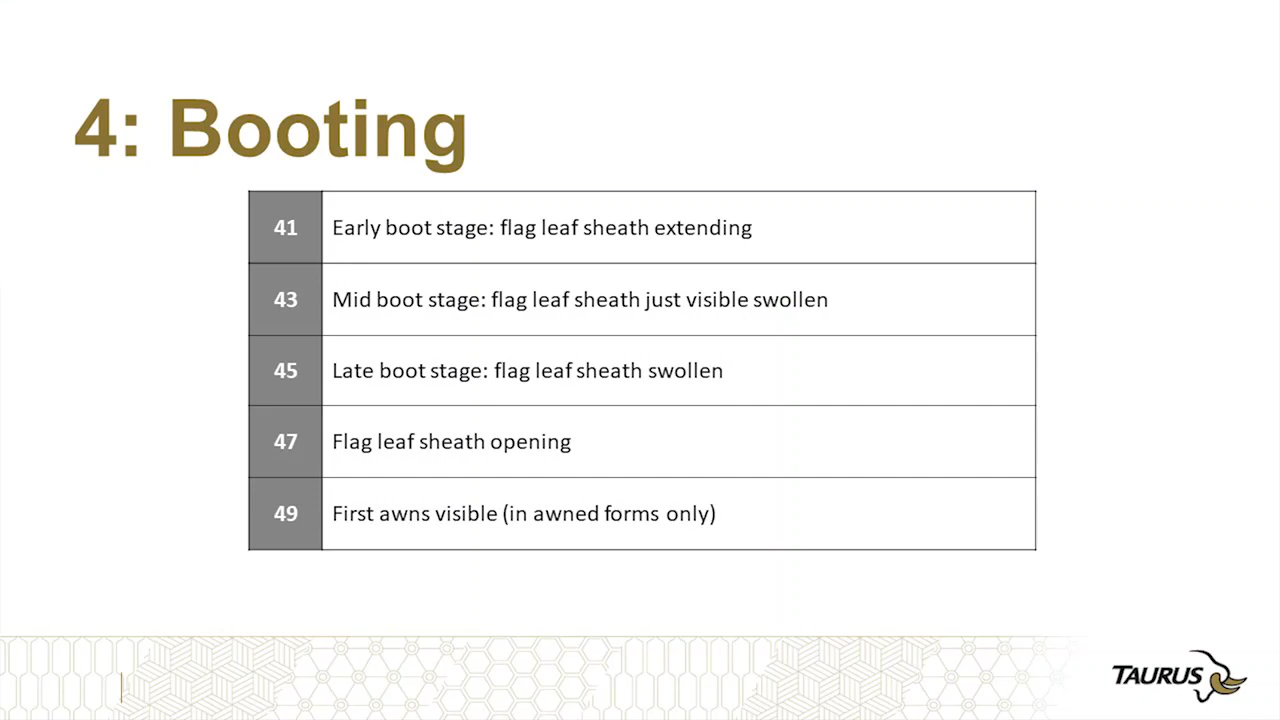 4: Booting
41 Early boot stage: flag leaf sheath extending
43 Mid boot stage: flag leaf sheath just visible swollen
45 Late boot stage: flag leaf sheath swollen
47 Flag leaf sheath opening
49 First awns visible (in awned forms only)
TAURUS